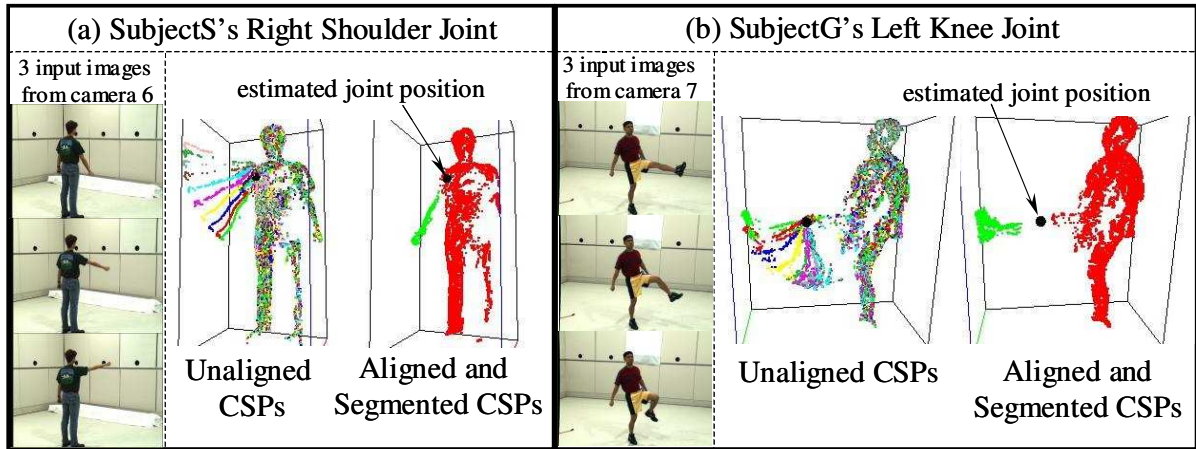 (a) SubjectS's Right Shoulder Joint
3 input images
from camera 6
estimated joint position
Unaligned
CSPs
Aligned and
Segmented CSPs
(b) SubjectG's Left Knee Joint
3 input images
from camera 7
estimated joint position
Unaligned CSPs
Aligned and
Segmented CSPs